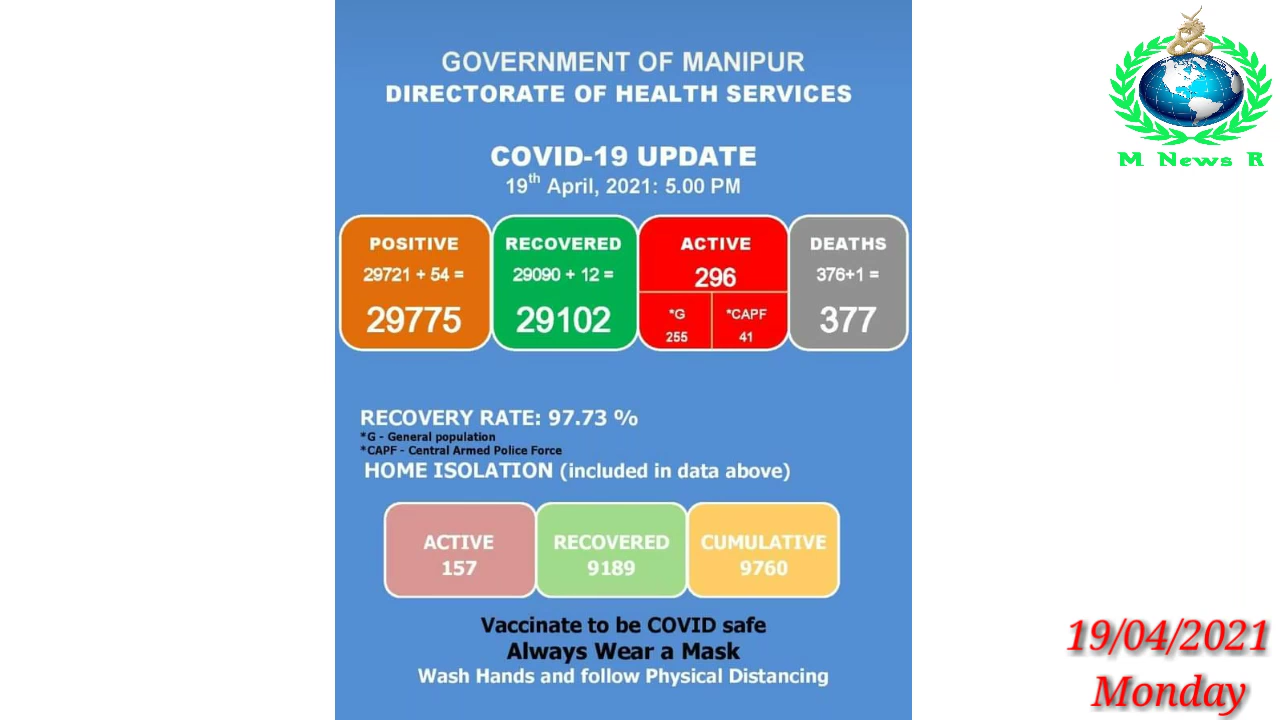 GOVERNMENT OF MANIPUR
DIRECTORATE OF HEALTH SERVICES
COVID-19 UPDATE
19th April, 2021: 5.00 PM
POSITIVE
29721 + 54 =
29775
RECOVERED
29090 + 12 =
29102
ACTIVE
296
*G
255
*CAPF
41
DEATHS
376+1 =
377
RECOVERY RATE: 97.73 %
*G - General population
*CAPF - Central Armed Police Force
HOME ISOLATION (included in data above)
ACTIVE
157
RECOVERED
9189
CUMULATIVE
9760
Vaccinate to be COVID safe
Always Wear a Mask
Wash Hands and follow Physical Distancing
M News R
19/04/2021
Monday